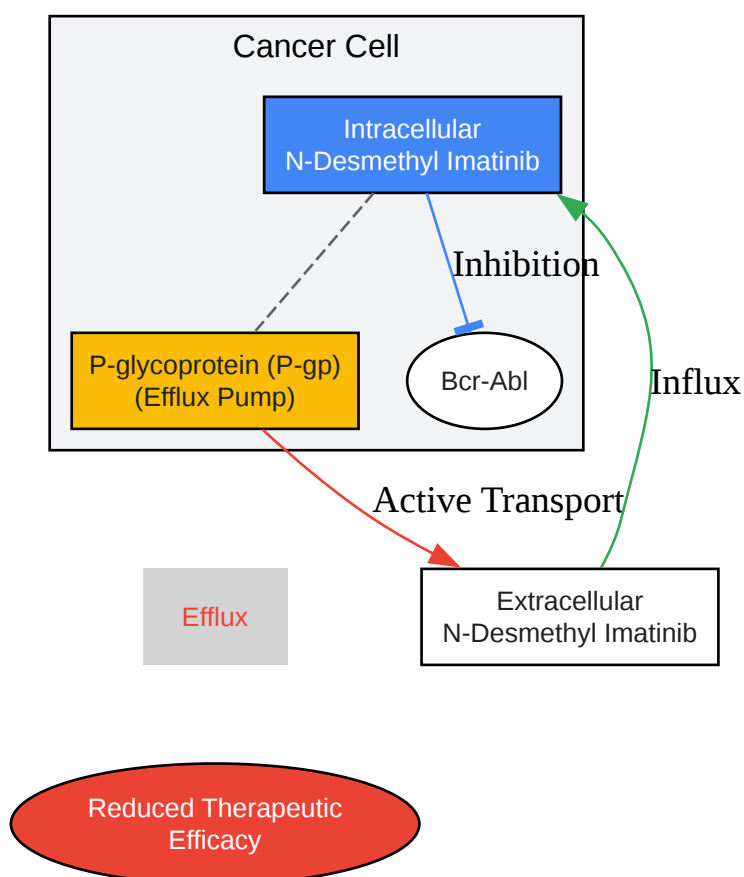 Cancer Cell
Intracellular
N-Desmethyl Imatinib
Inhibition
P-glycoprotein (P-gp)
(Efflux Pump)
Bcr-Abl
Influx
Active Transport
Efflux
Extracellular
N-Desmethyl Imatinib
Reduced Therapeutic
Efficacy